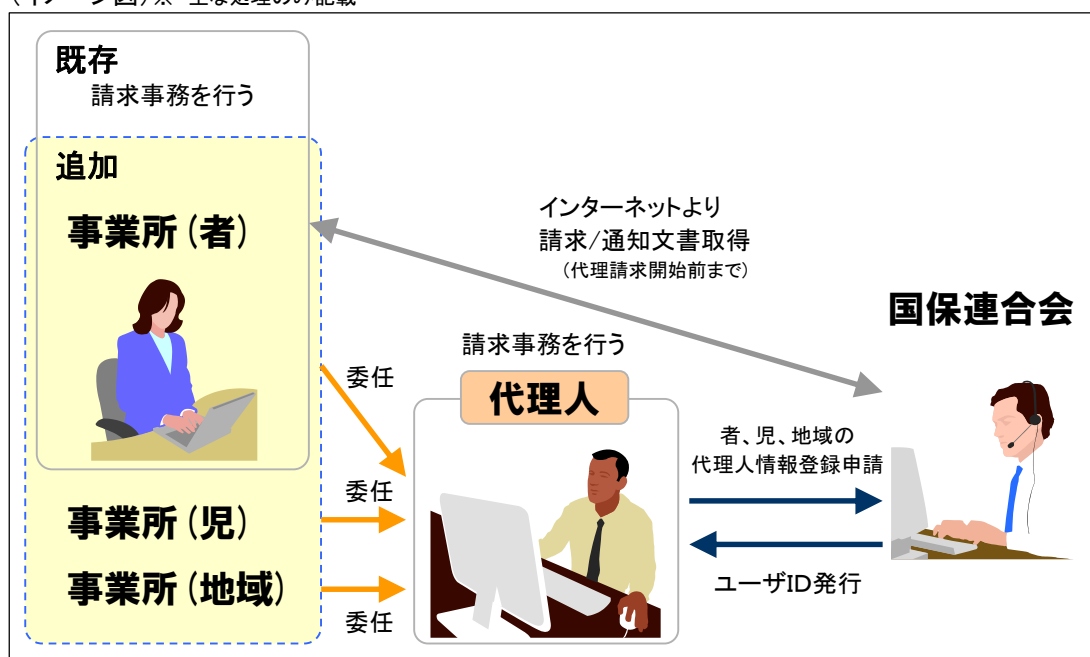 既存
請求事務を行う
追加
事業所(者)
インターネットより
請求/通知文書取得
(代理請求開始前まで)
国保連合会
請求事務を行う
代理人
委任
者、児、地域の
代理人情報登録申請
委任
事業所(児)
事業所(地域)
ユーザID発行
委任